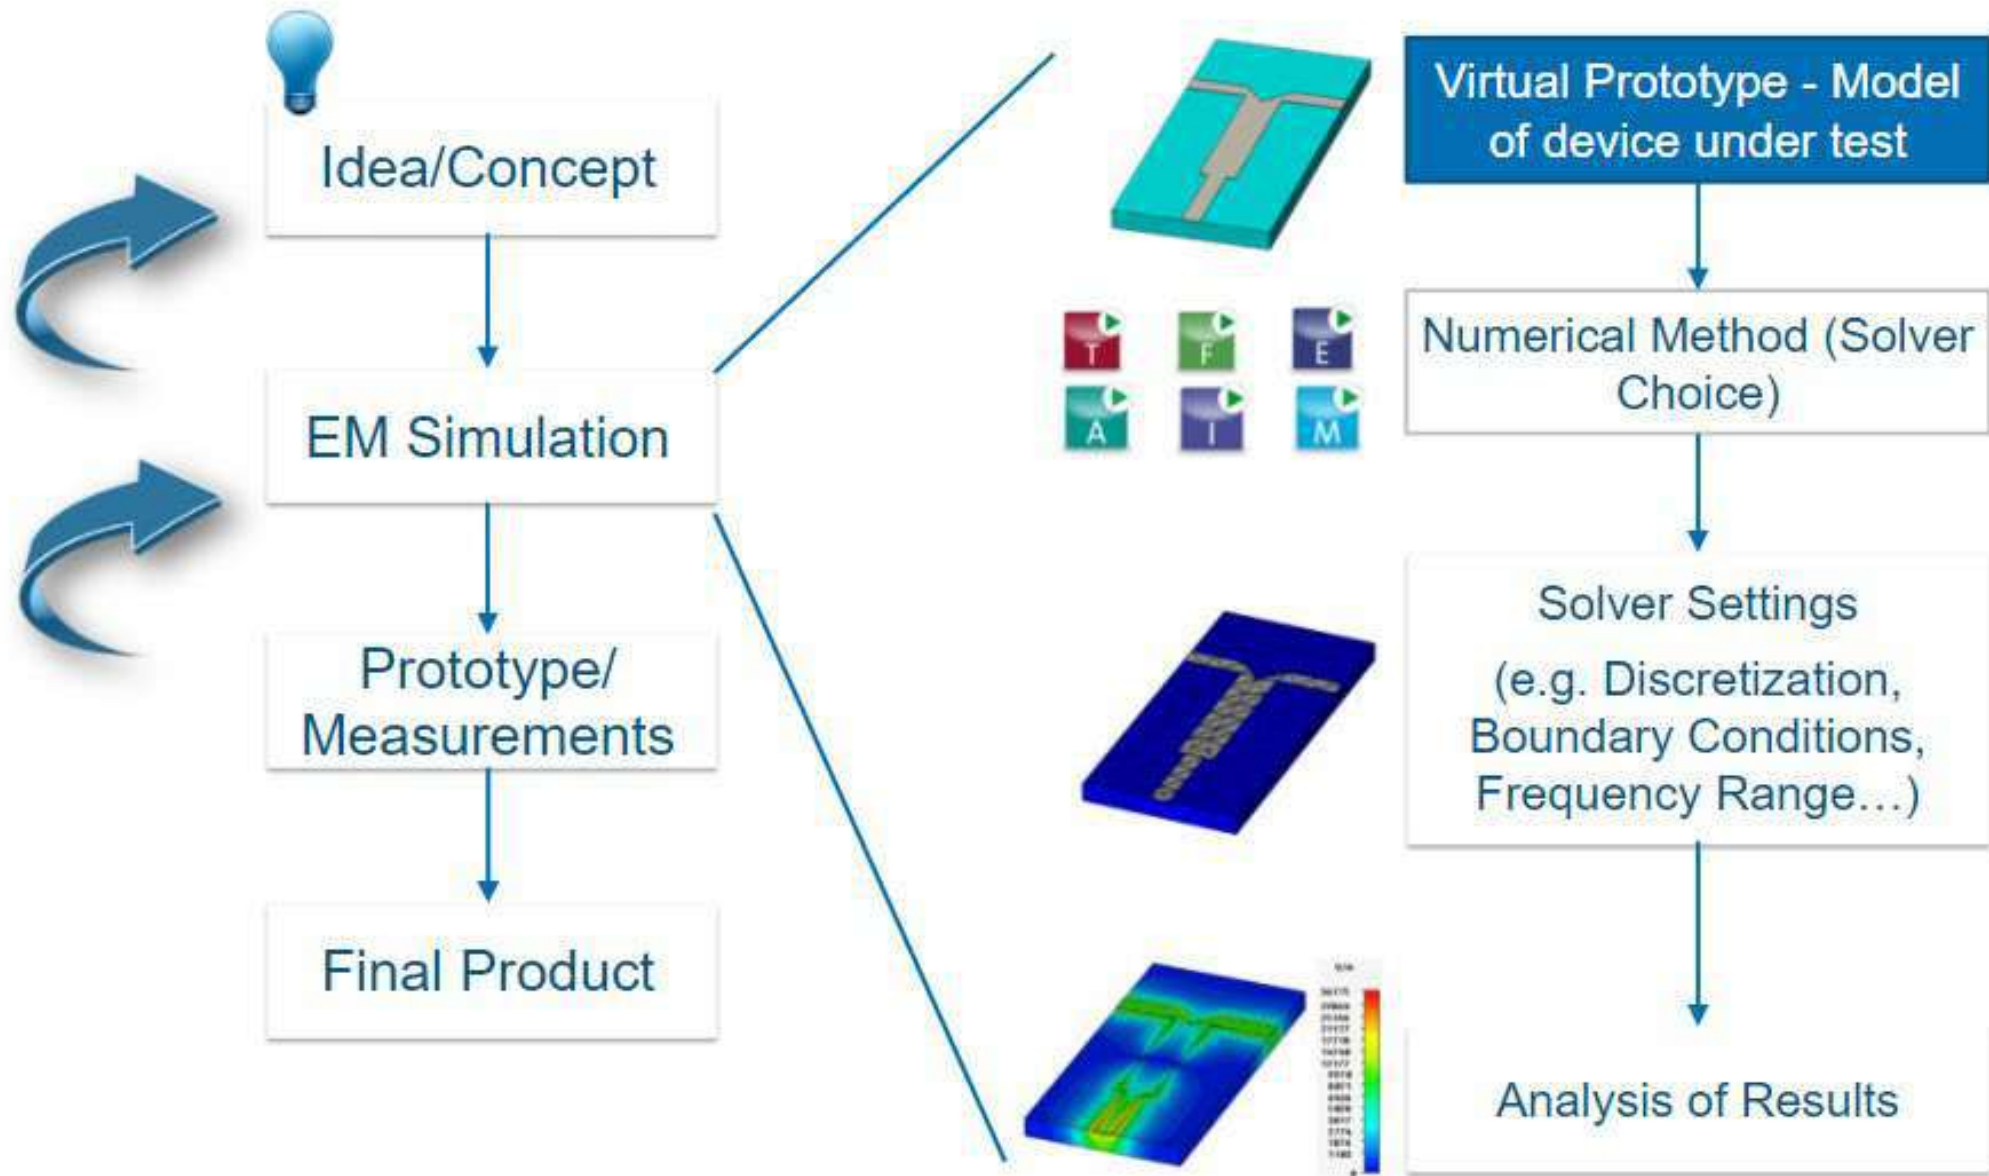 Idea/Concept
EM Simulation
Prototype/
Measurements
Final Product
Virtual Prototype - Model
of device under test
T
F
E
A
I
M
Numerical Method (Solver
Choice)
Solver Settings
(e.g. Discretization,
Boundary Conditions,
Frequency Range…)
Analysis of Results